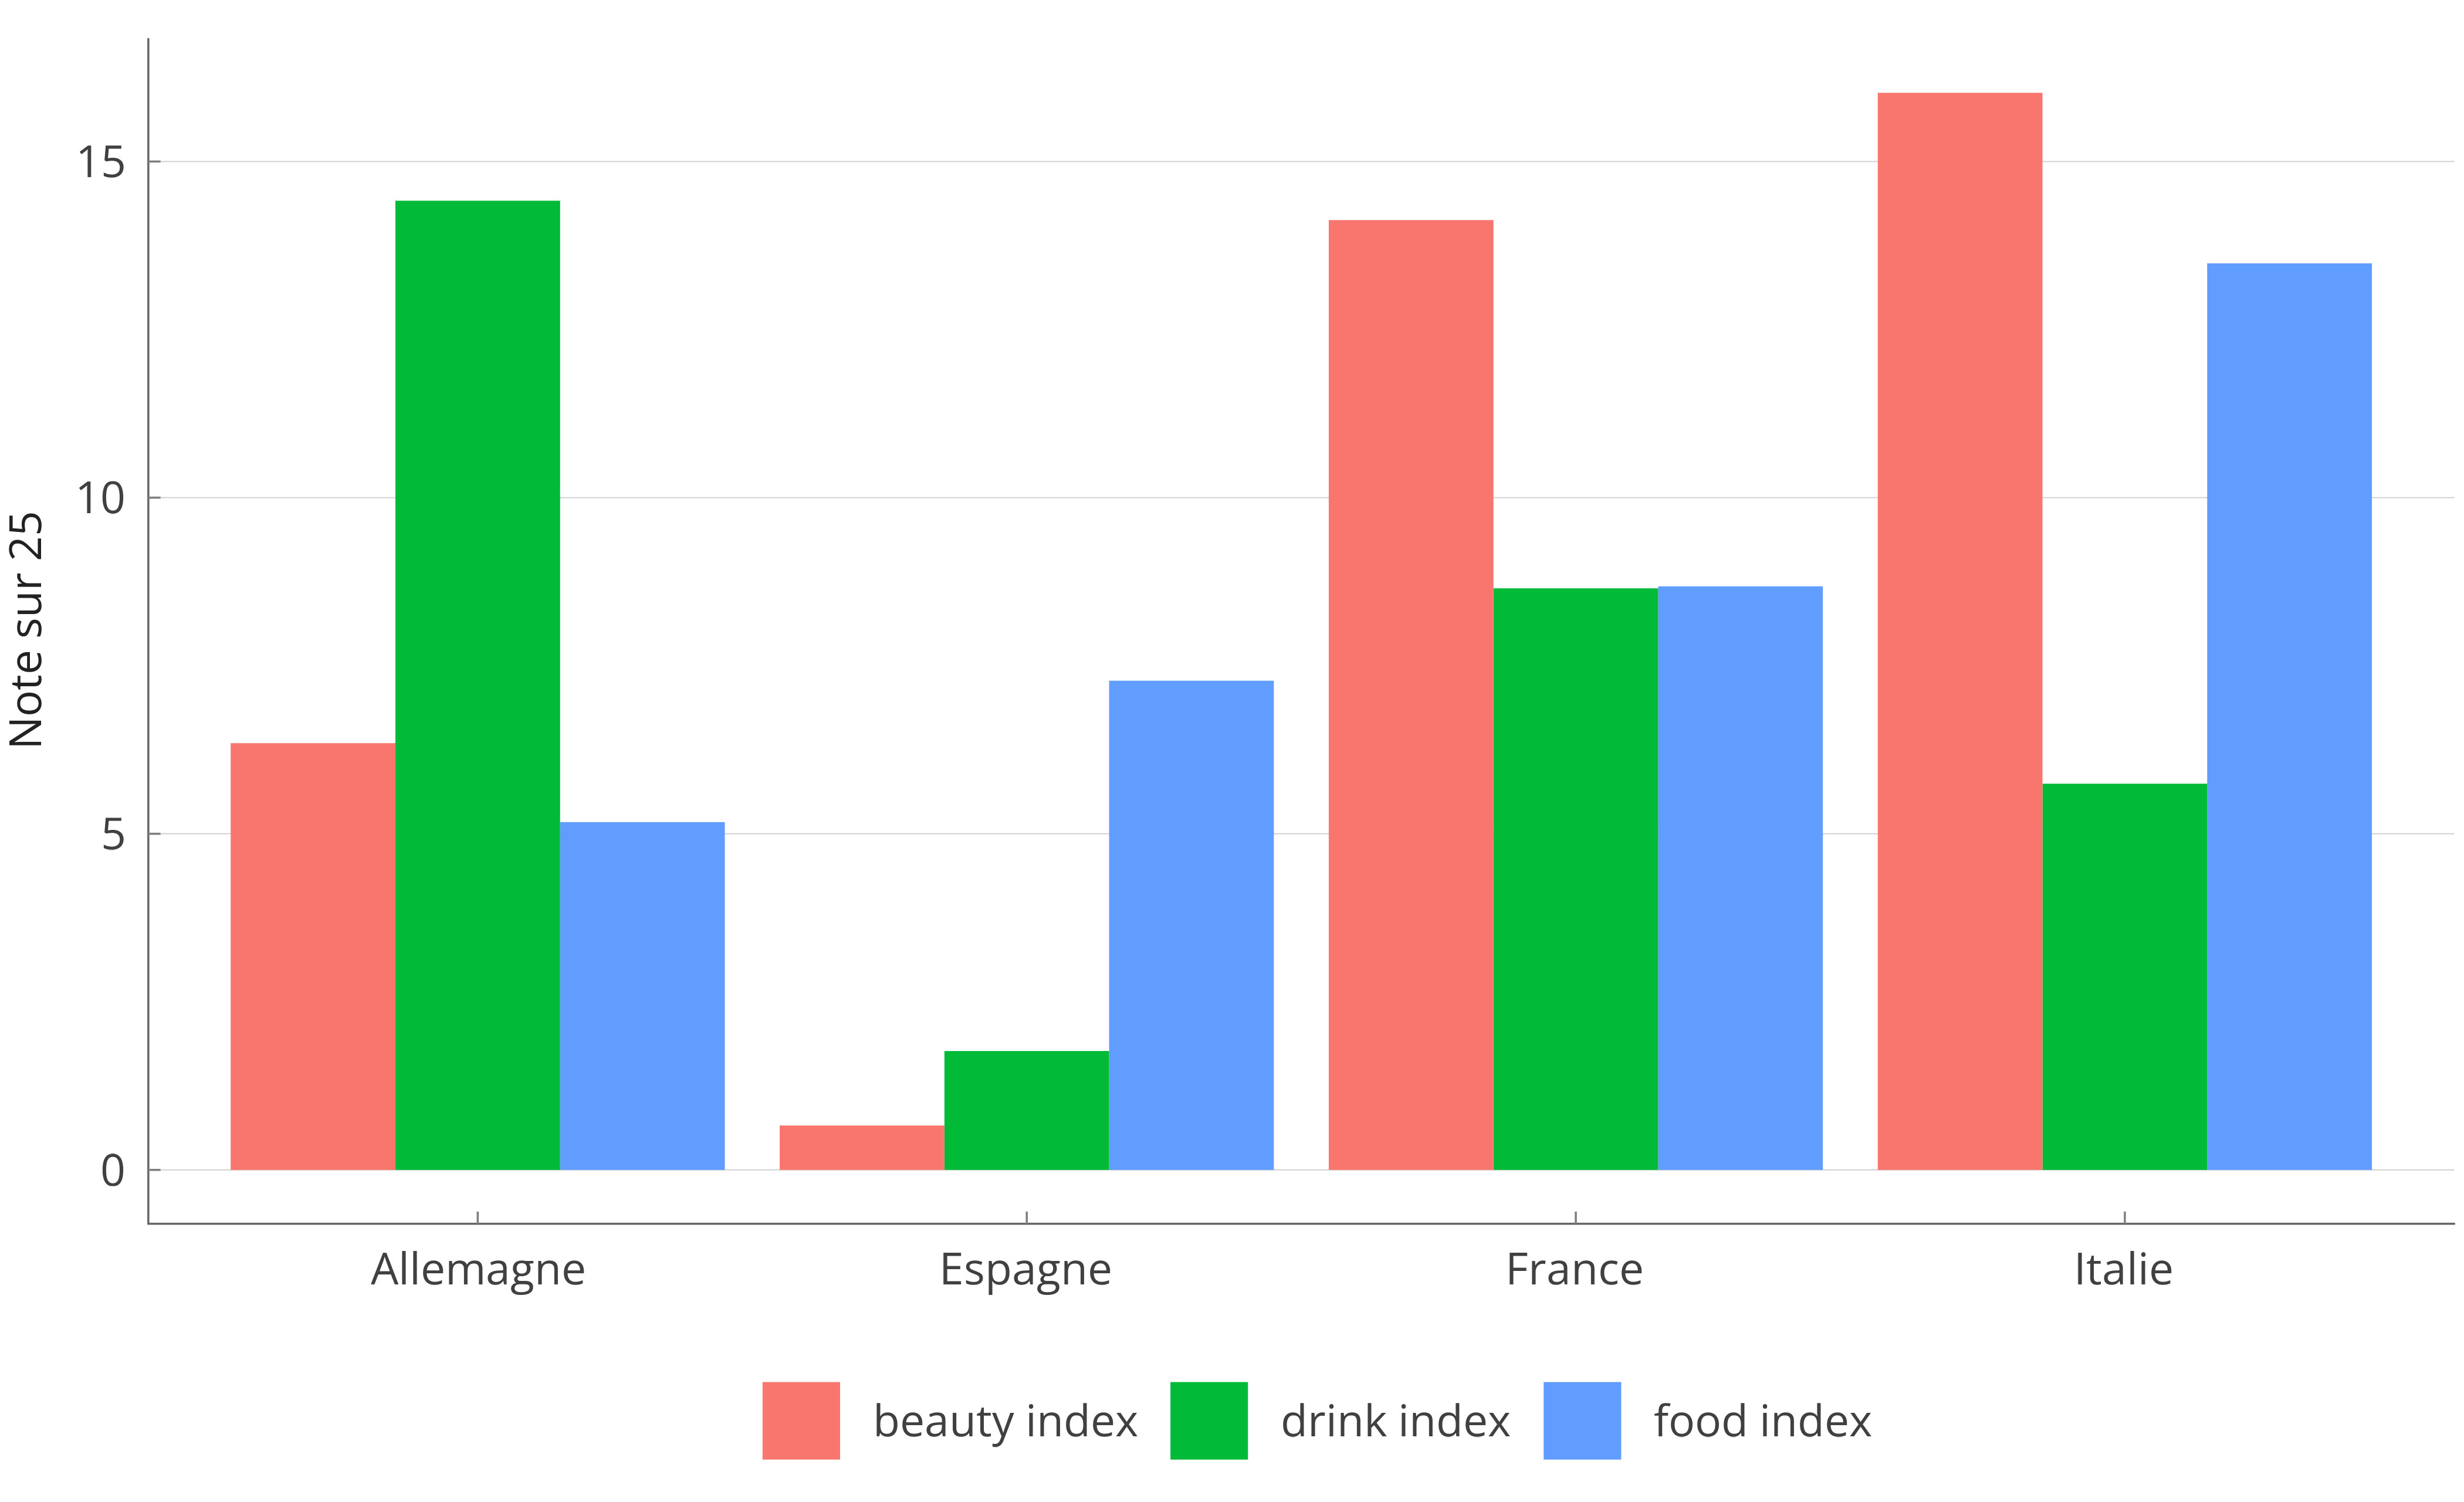 Note sur 25
15
10
5
0
Allemagne Espagne France Italie
beauty index drink index food index